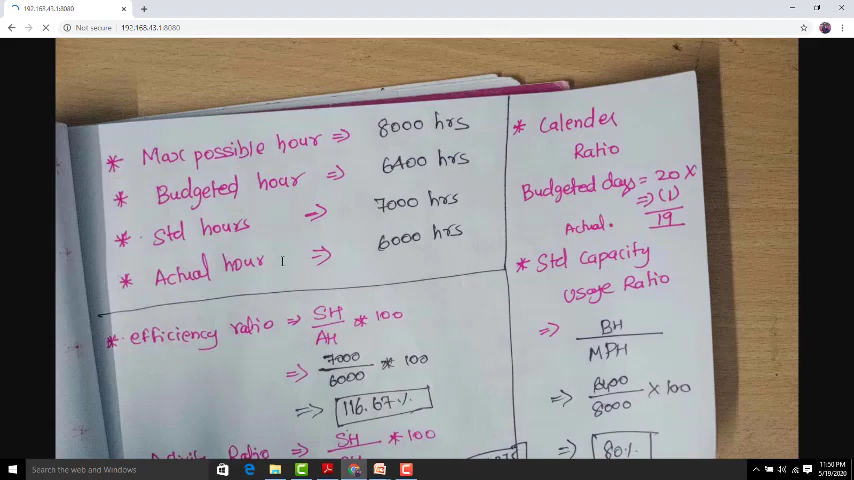 192.168.43.1:8080
Not secure
192.168.43.1:8080
* Max possible hour => 8000 hrs
* Budgeted hour => 6400 hrs
* Std hours => 7000 hrs
* Actual hour => 6000 hrs
* efficiency ratio => SH/AH * 100
=> 7000/6000 * 100
=> 116.67%
Ratio => SH * 100
* Calender
Ratio
Budgeted days = 20 X
=> (1)
Actual. 19
* Std capacity
Usage Ratio
=> BH/MPH
=> 6400/8000 X 100
=> 80%
Search the web and Windows
11:50 PM
5/19/2020